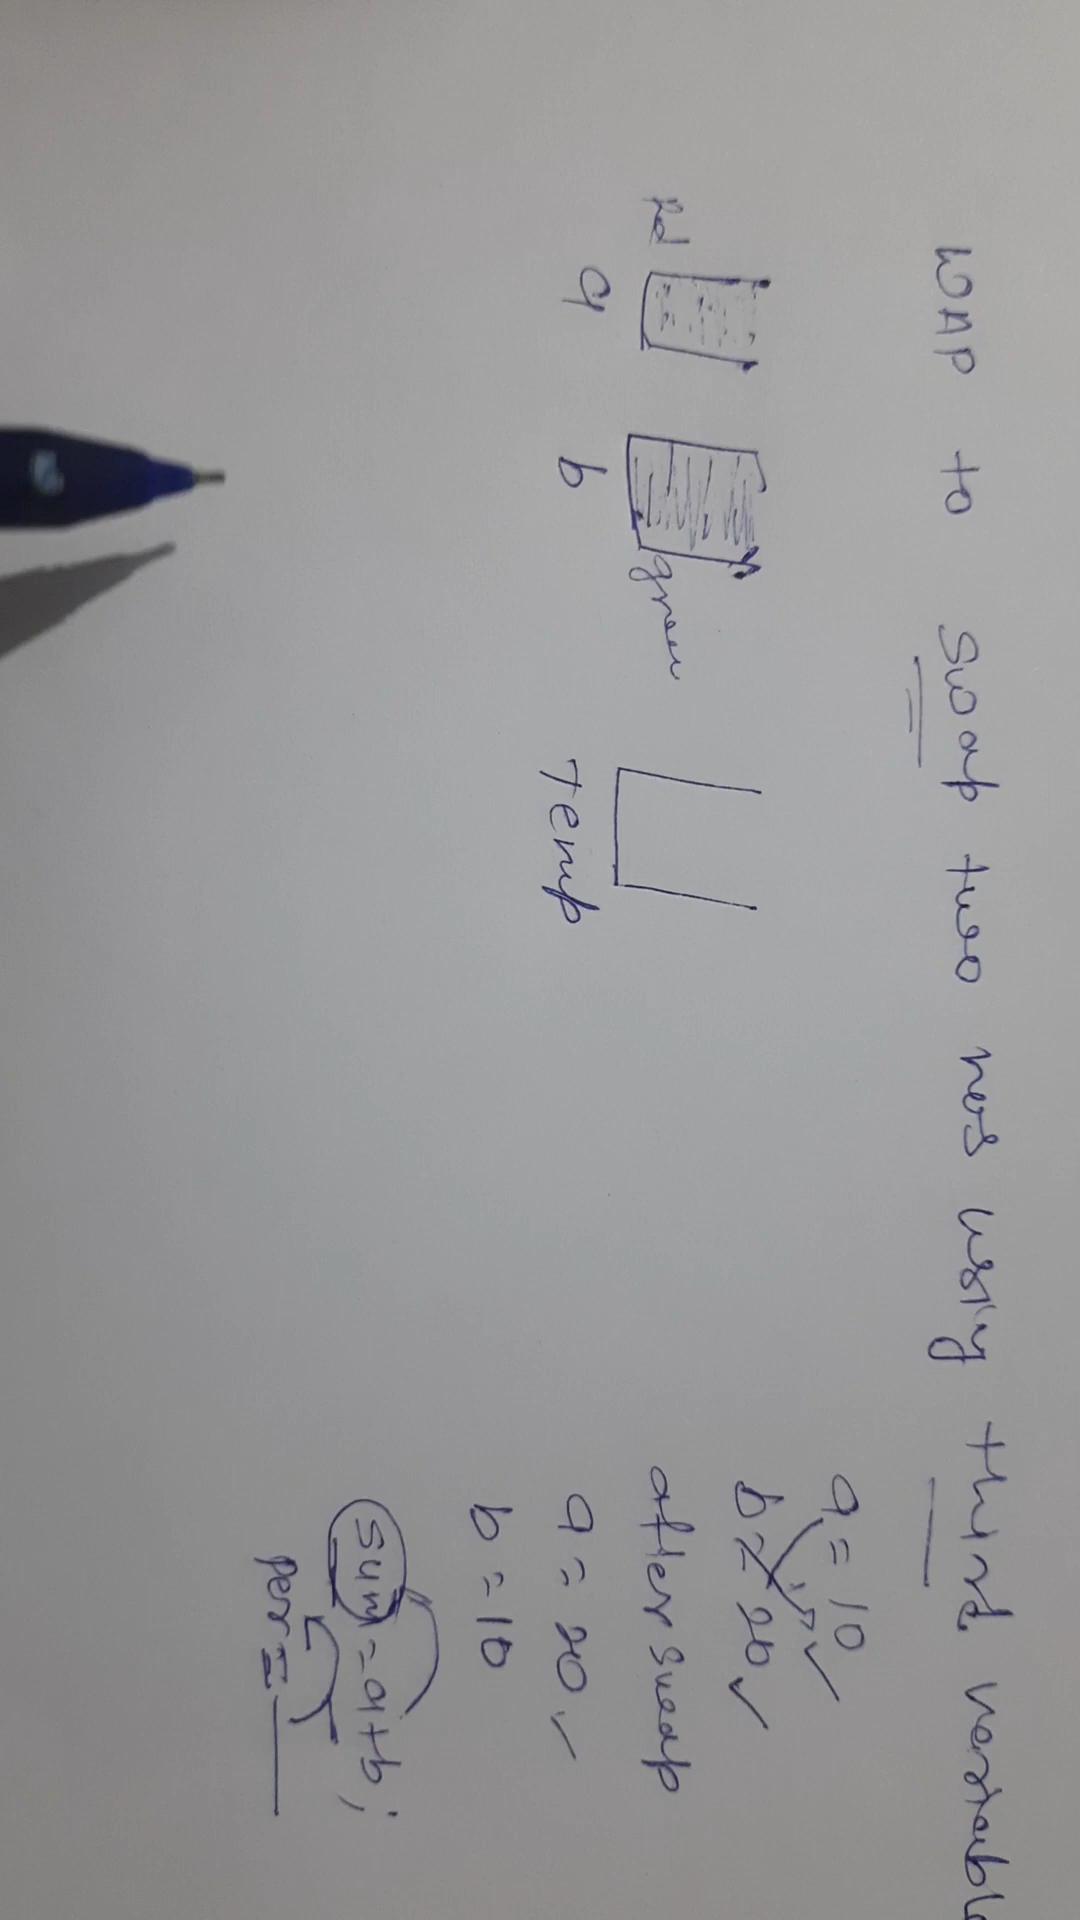 WAP to swap two nos using third variable
a = 10
b = 20
after swap
a = 20
b = 10
Red
green
a
b
Temp
Sum = a+b;